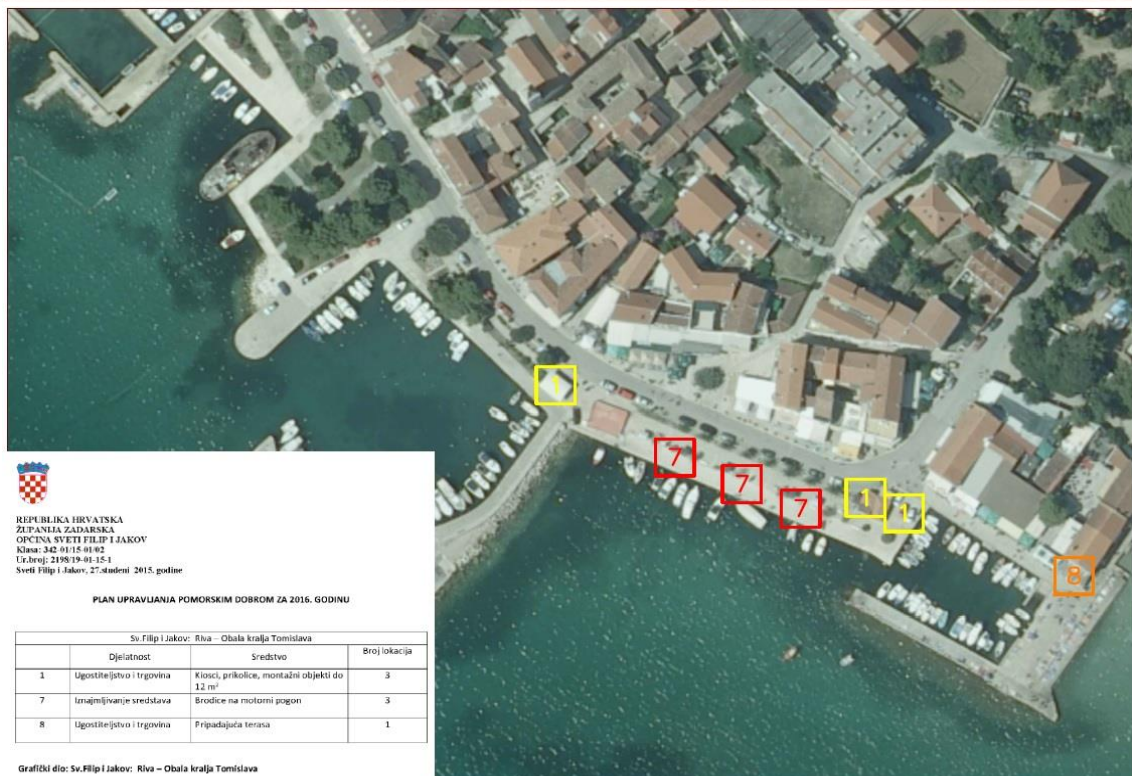 1
7
7
7
1
1
8
REPUBLIKA HRVATSKA
ŽUPANIJA ZADARSKA
OPĆINA SVETI FILIP I JAKOV
Klasa: 342-01/15-01/02
Ur.broj: 2198/19-01-15-1
Sveti Filip i Jakov, 27.studeni 2015. godine
PLAN UPRAVLJANJA POMORSKIM DOBROM ZA 2016. GODINU
Sv.Filip i Jakov: Riva – Obala kralja Tomislava
Djelatnost Sredstvo Broj lokacija
1 Ugostiteljstvo i trgovina Kiosci, prikolice, montažni objekti do 3
12 m²
7 Iznajmljivanje sredstava Brodice na motorni pogon 3
8 Ugostiteljstvo i trgovina Pripadajuća terasa 1
Grafički dio: Sv.Filip i Jakov: Riva – Obala kralja Tomislava